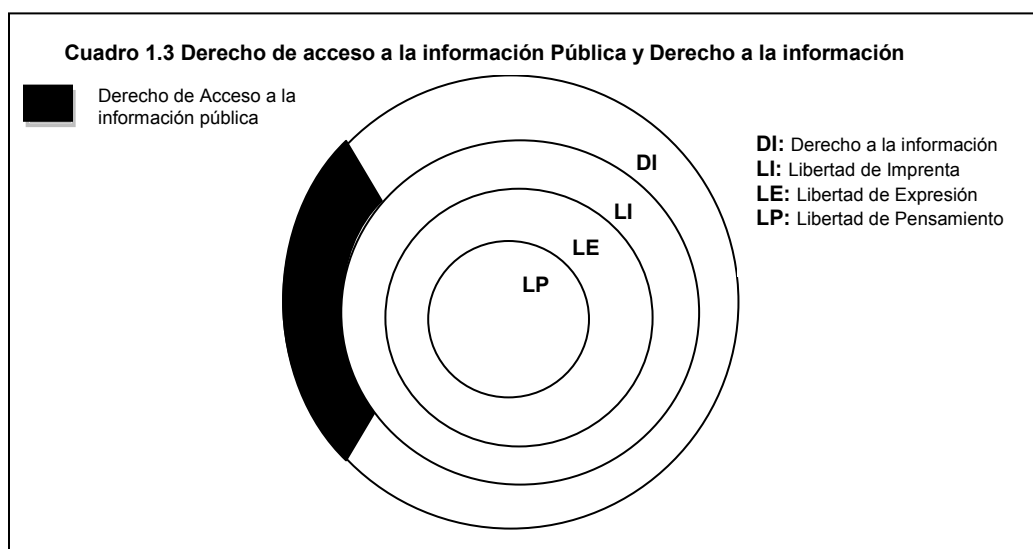 Cuadro 1.3 Derecho de acceso a la información Pública y Derecho a la información
Derecho de Acceso a la
información pública
DI: Derecho a la información
LI: Libertad de Imprenta
LE: Libertad de Expresión
LP: Libertad de Pensamiento
DI
LI
LE
LP